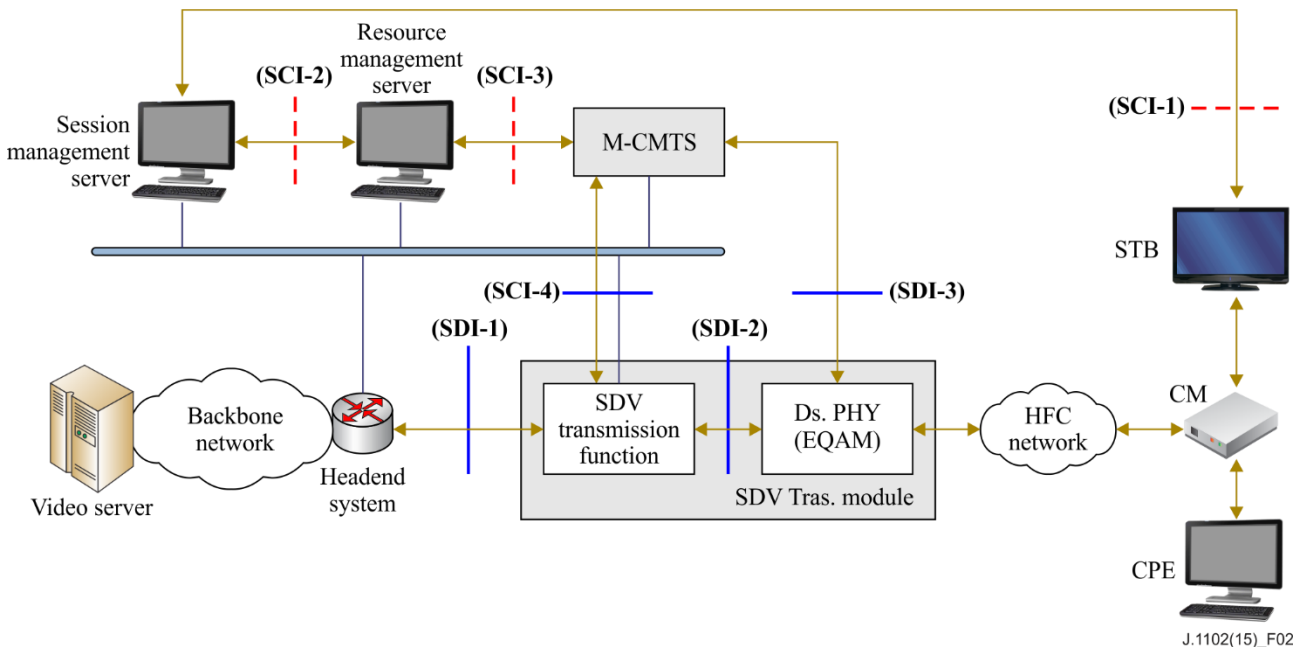 Resource
management
server
(SCI-2)
(SCI-3)
(SCI-1)
Session
management
server
M-CMTS
STB
(SCI-4)
(SDI-3)
(SDI-1)
(SDI-2)
Backbone
network
SDV
transmission
function
Ds. PHY
(EQAM)
HFC
network
CM
Headend
system
SDV Tras. module
Video server
CPE
J.1102(15)_F02